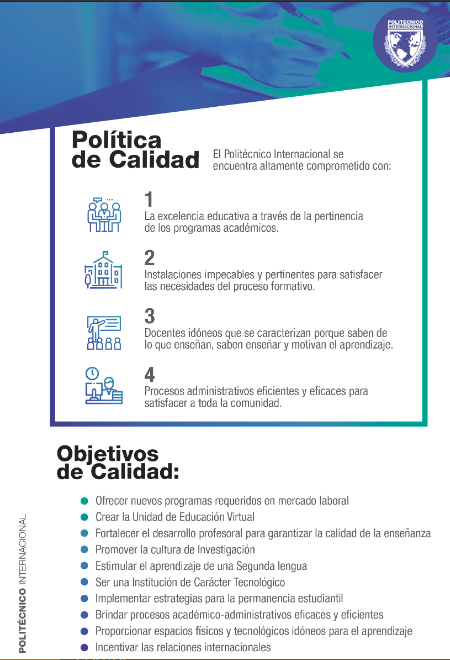 POLITÉCNICO
INTERNACIONAL
Política
de Calidad
El Politécnico Internacional se
encuentra altamente comprometido con:
1
La excelencia educativa a través de la pertinencia
de los programas académicos.
2
Instalaciones impecables y pertinentes para satisfacer
las necesidades del proceso formativo.
3
Docentes idóneos que se caracterizan porque saben de
lo que enseñan, saben enseñar y motivan el aprendizaje.
4
Procesos administrativos eficientes y eficaces para
satisfacer a toda la comunidad.
Objetivos
de Calidad:
Ofrecer nuevos programas requeridos en mercado laboral
Crear la Unidad de Educación Virtual
Fortalecer el desarrollo profesoral para garantizar la calidad de la enseñanza
Promover la cultura de Investigación
Estimular el aprendizaje de una Segunda lengua
Ser una Institución de Carácter Tecnológico
Implementar estrategias para la permanencia estudiantil
Brindar procesos académico-administrativos eficaces y eficientes
Proporcionar espacios físicos y tecnológicos idóneos para el aprendizaje
Incentivar las relaciones internacionales
POLITÉCNICO INTERNACIONAL